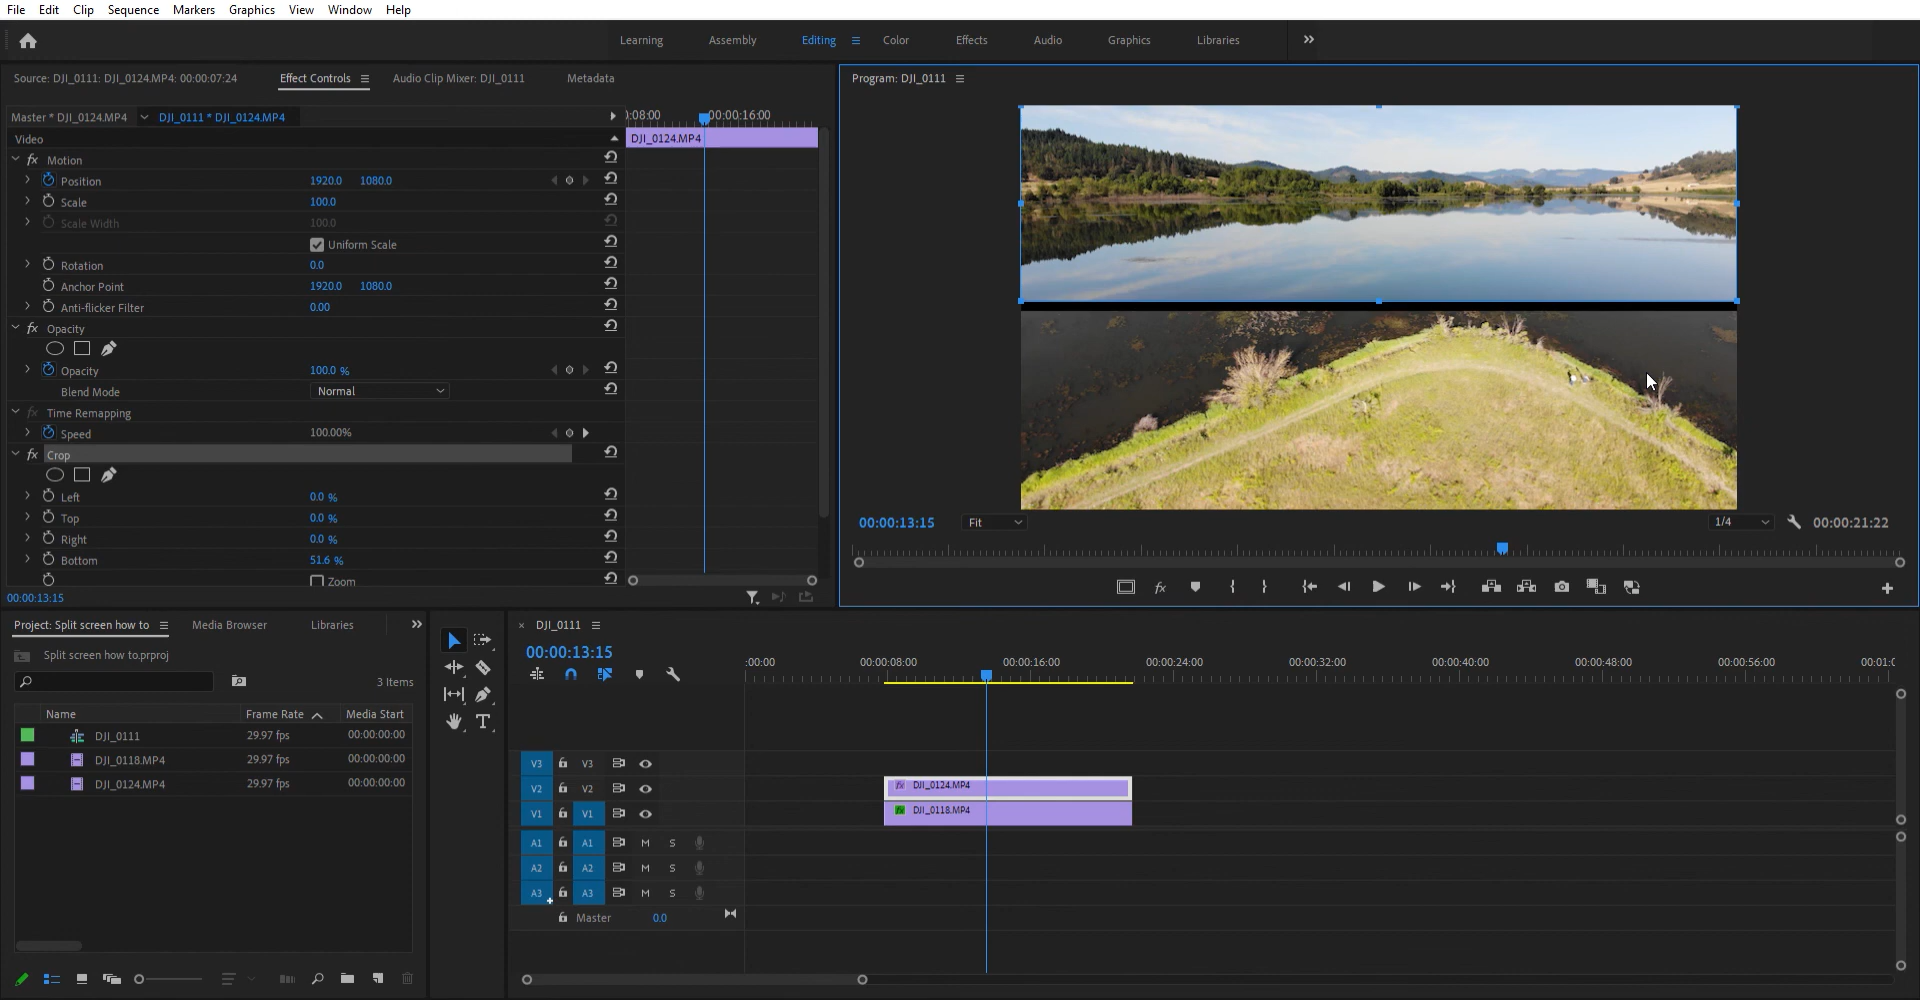 File Edit Clip Sequence Markers Graphics View Window Help
Learning Assembly Editing Color Effects Audio Graphics Libraries
Source: DJI_0111: DJI_0124.MP4: 00:00:07:24 Effect Controls Audio Clip Mixer: DJI_0111 Metadata
Master * DJI_0124.MP4 DJI_0111 * DJI_0124.MP4
:08:00 00:00:16:00
Video
DJI_0124.MP4
fx Motion
Position 1920.0 1080.0
Scale 100.0
Scale Width 100.0
Uniform Scale
Rotation 0.0
Anchor Point 1920.0 1080.0
Anti-flicker Filter 0.00
fx Opacity
Opacity 100.0 %
Blend Mode Normal
fx Time Remapping
Speed 100.00%
fx Crop
Left 0.0 %
Top 0.0 %
Right 0.0 %
Bottom 51.6 %
Zoom
00:00:13:15
Program: DJI_0111
00:00:13:15 Fit 1/4 00:00:21:22
fx
Project: Split screen how to Media Browser Libraries
Split screen how to.prproj
3 Items
Name Frame Rate Media Start
DJI_0111 29.97 fps 00:00:00:00
DJI_0118.MP4 29.97 fps 00:00:00:00
DJI_0124.MP4 29.97 fps 00:00:00:00
T
× DJI_0111
00:00:13:15
:00:00 00:00:08:00 00:00:16:00 00:00:24:00 00:00:32:00 00:00:40:00 00:00:48:00 00:00:56:00 00:01:0
V3 V3
V2 V2 fx DJI_0124.MP4
V1 V1 fx DJI_0118.MP4
A1 A1 M S
A2 A2 M S
A3 A3 M S
Master 0.0